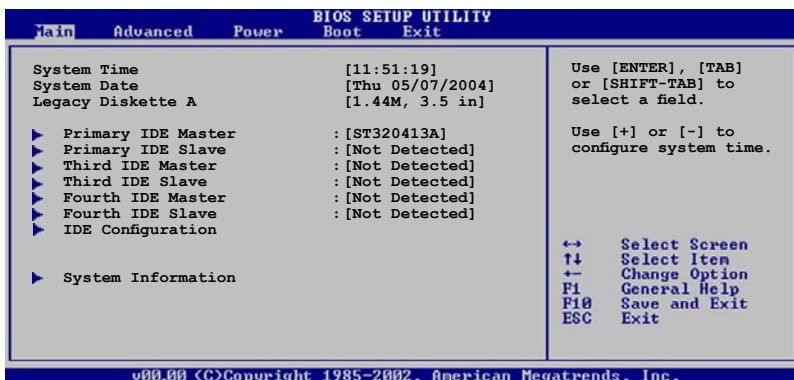 BIOS SETUP UTILITY
Main Advanced Power Boot Exit
System Time [11:51:19]
System Date [Thu 05/07/2004]
Legacy Diskette A [1.44M, 3.5 in]
Primary IDE Master :[ST320413A]
Primary IDE Slave :[Not Detected]
Third IDE Master :[Not Detected]
Third IDE Slave :[Not Detected]
Fourth IDE Master :[Not Detected]
Fourth IDE Slave :[Not Detected]
IDE Configuration
System Information
Use [ENTER], [TAB]
or [SHIFT-TAB] to
select a field.
Use [+] or [-] to
configure system time.
↔ Select Screen
↑↓ Select Item
+- Change Option
F1 General Help
F10 Save and Exit
ESC Exit
v00.00 (C)Copyright 1985-2002, American Megatrends, Inc.